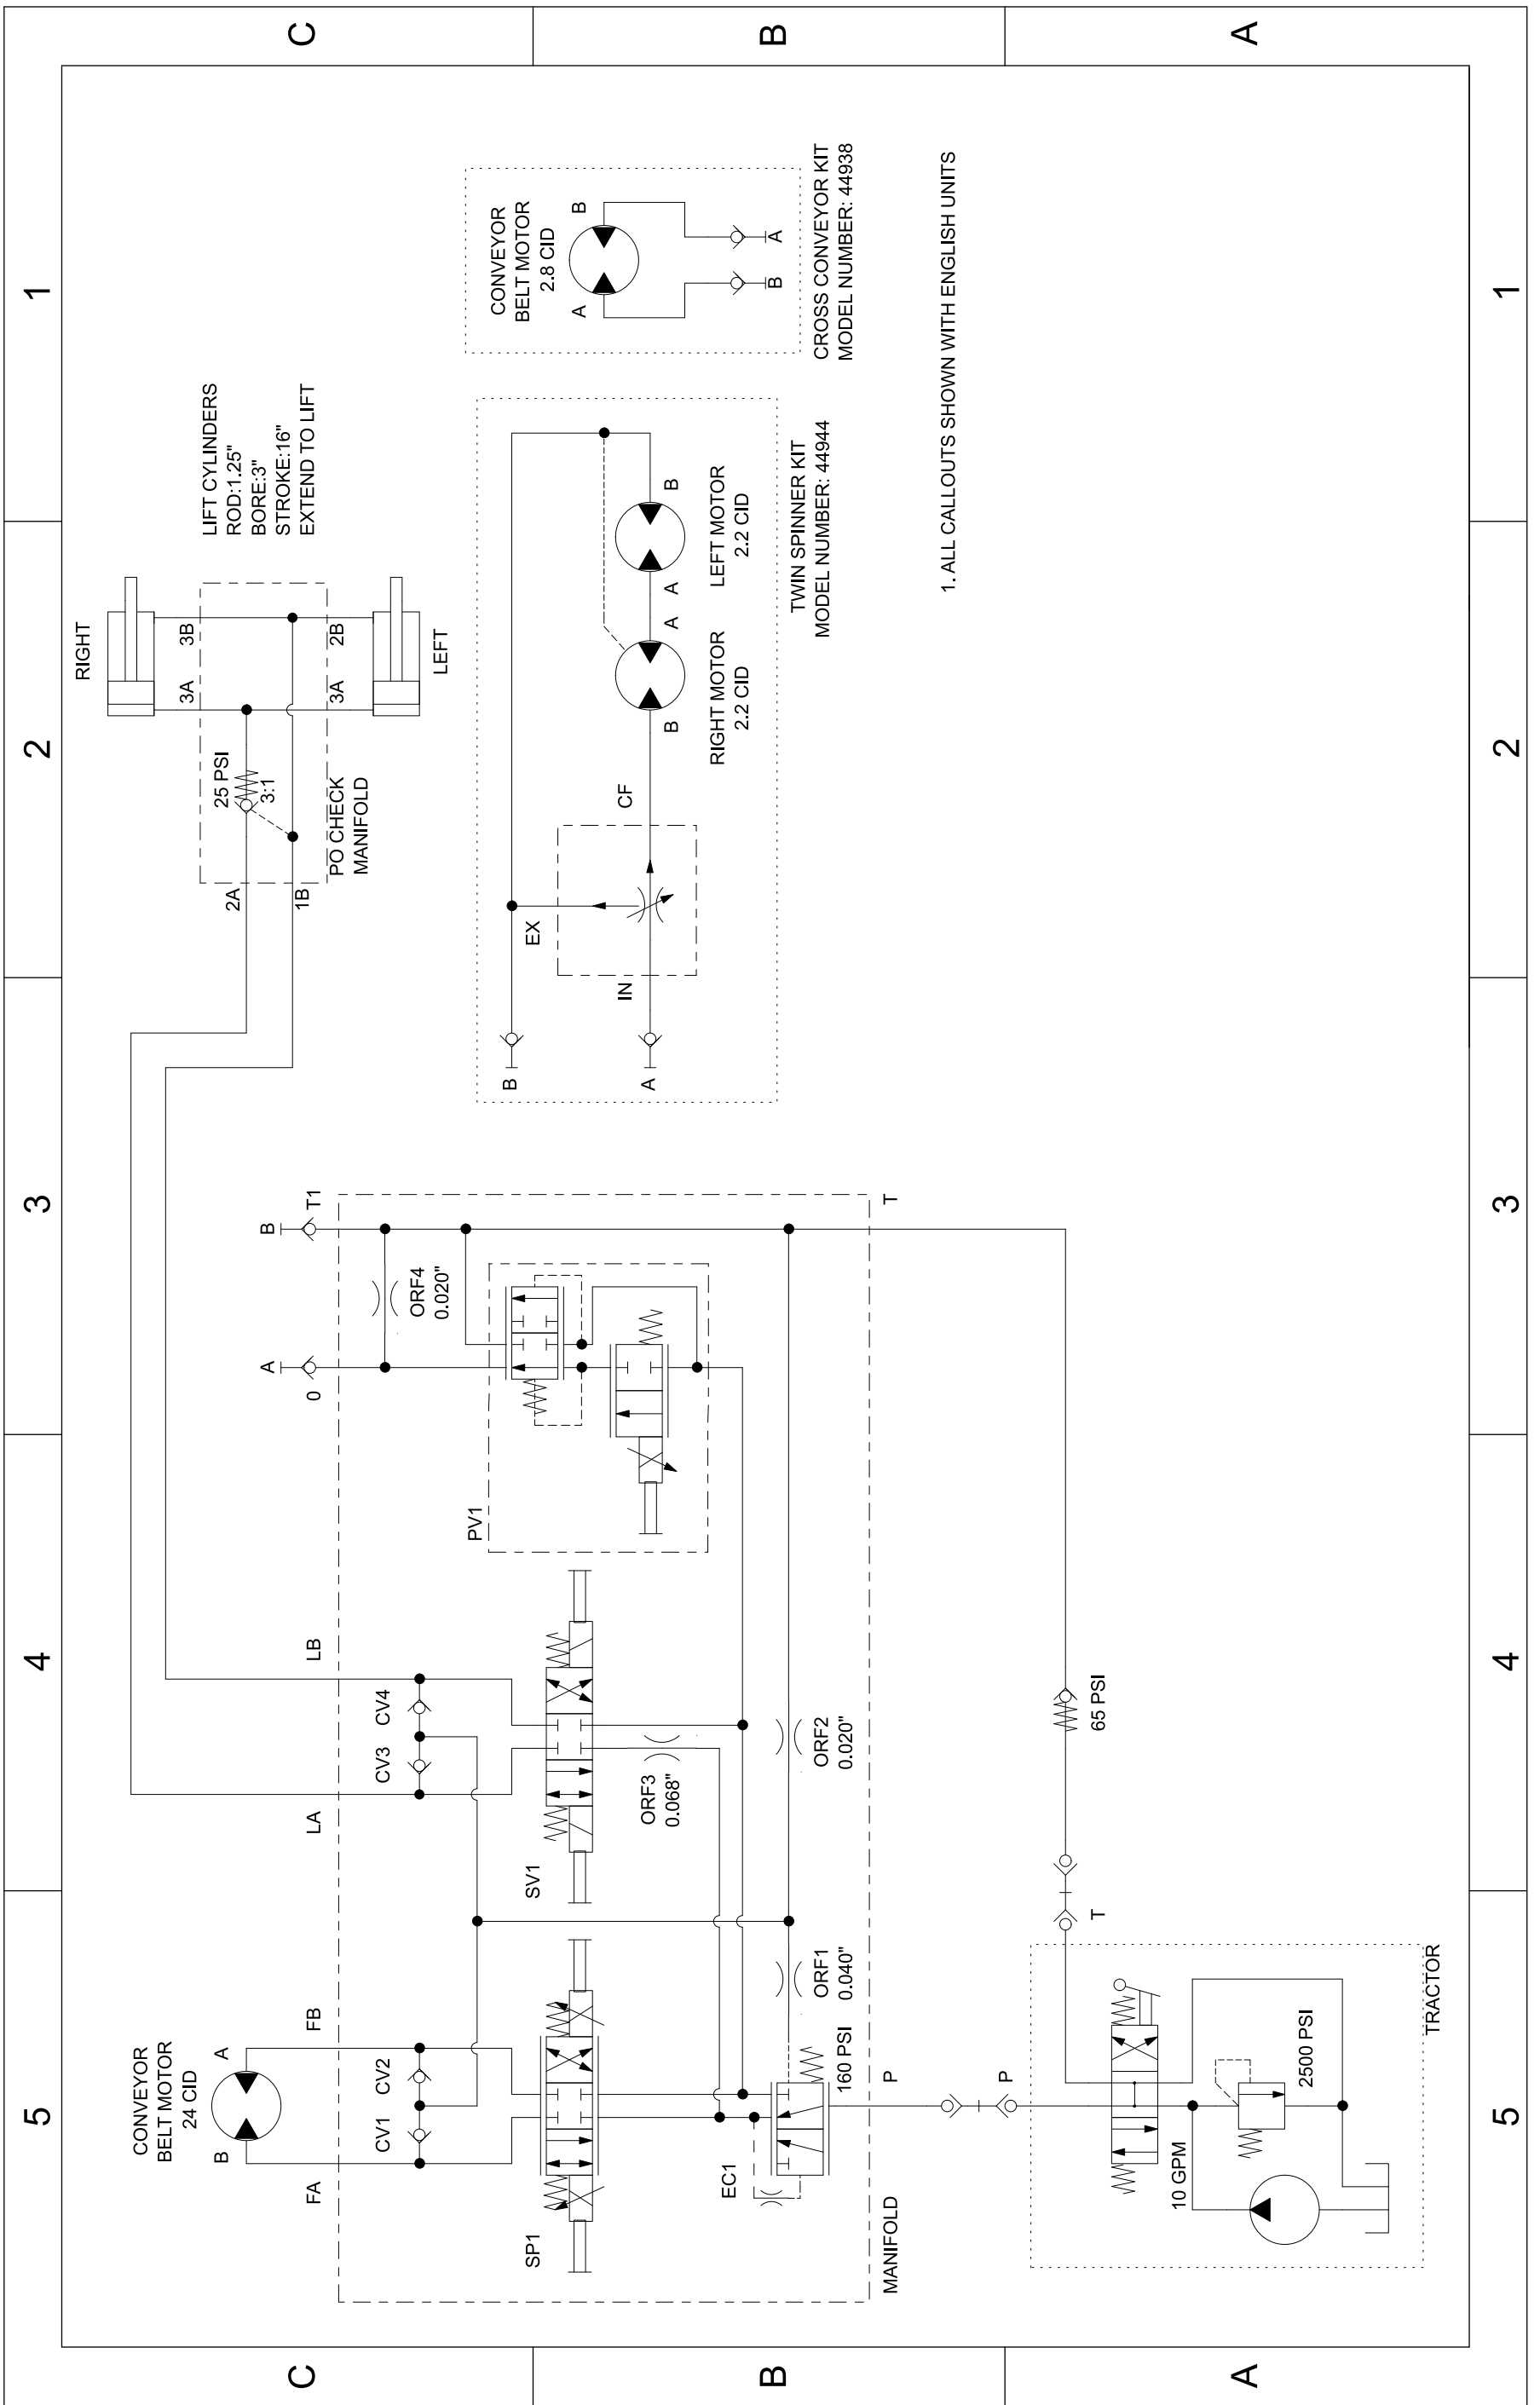 5
4
3
2
1
C
C
B
B
A
A
5
4
3
2
1
CONVEYOR
BELT MOTOR
24 CID
B
A
FA
FB
LA
LB
CV1
CV2
CV3
CV4
A
B
0
T1
ORF4
0.020"
SP1
SV1
PV1
ORF3
0.068"
EC1
160 PSI
ORF1
0.040"
ORF2
0.020"
MANIFOLD
P
T
P
T
65 PSI
10 GPM
2500 PSI
TRACTOR
RIGHT
3A
3B
25 PSI
3:1
2A
1B
3A
2B
PO CHECK
MANIFOLD
LEFT
LIFT CYLINDERS
ROD:1.25"
BORE:3"
STROKE:16"
EXTEND TO LIFT
B
EX
A
IN
CF
B
A
A
B
RIGHT MOTOR
2.2 CID
LEFT MOTOR
2.2 CID
TWIN SPINNER KIT
MODEL NUMBER: 44944
CONVEYOR
BELT MOTOR
2.8 CID
A
B
B
A
CROSS CONVEYOR KIT
MODEL NUMBER: 44938
1. ALL CALLOUTS SHOWN WITH ENGLISH UNITS